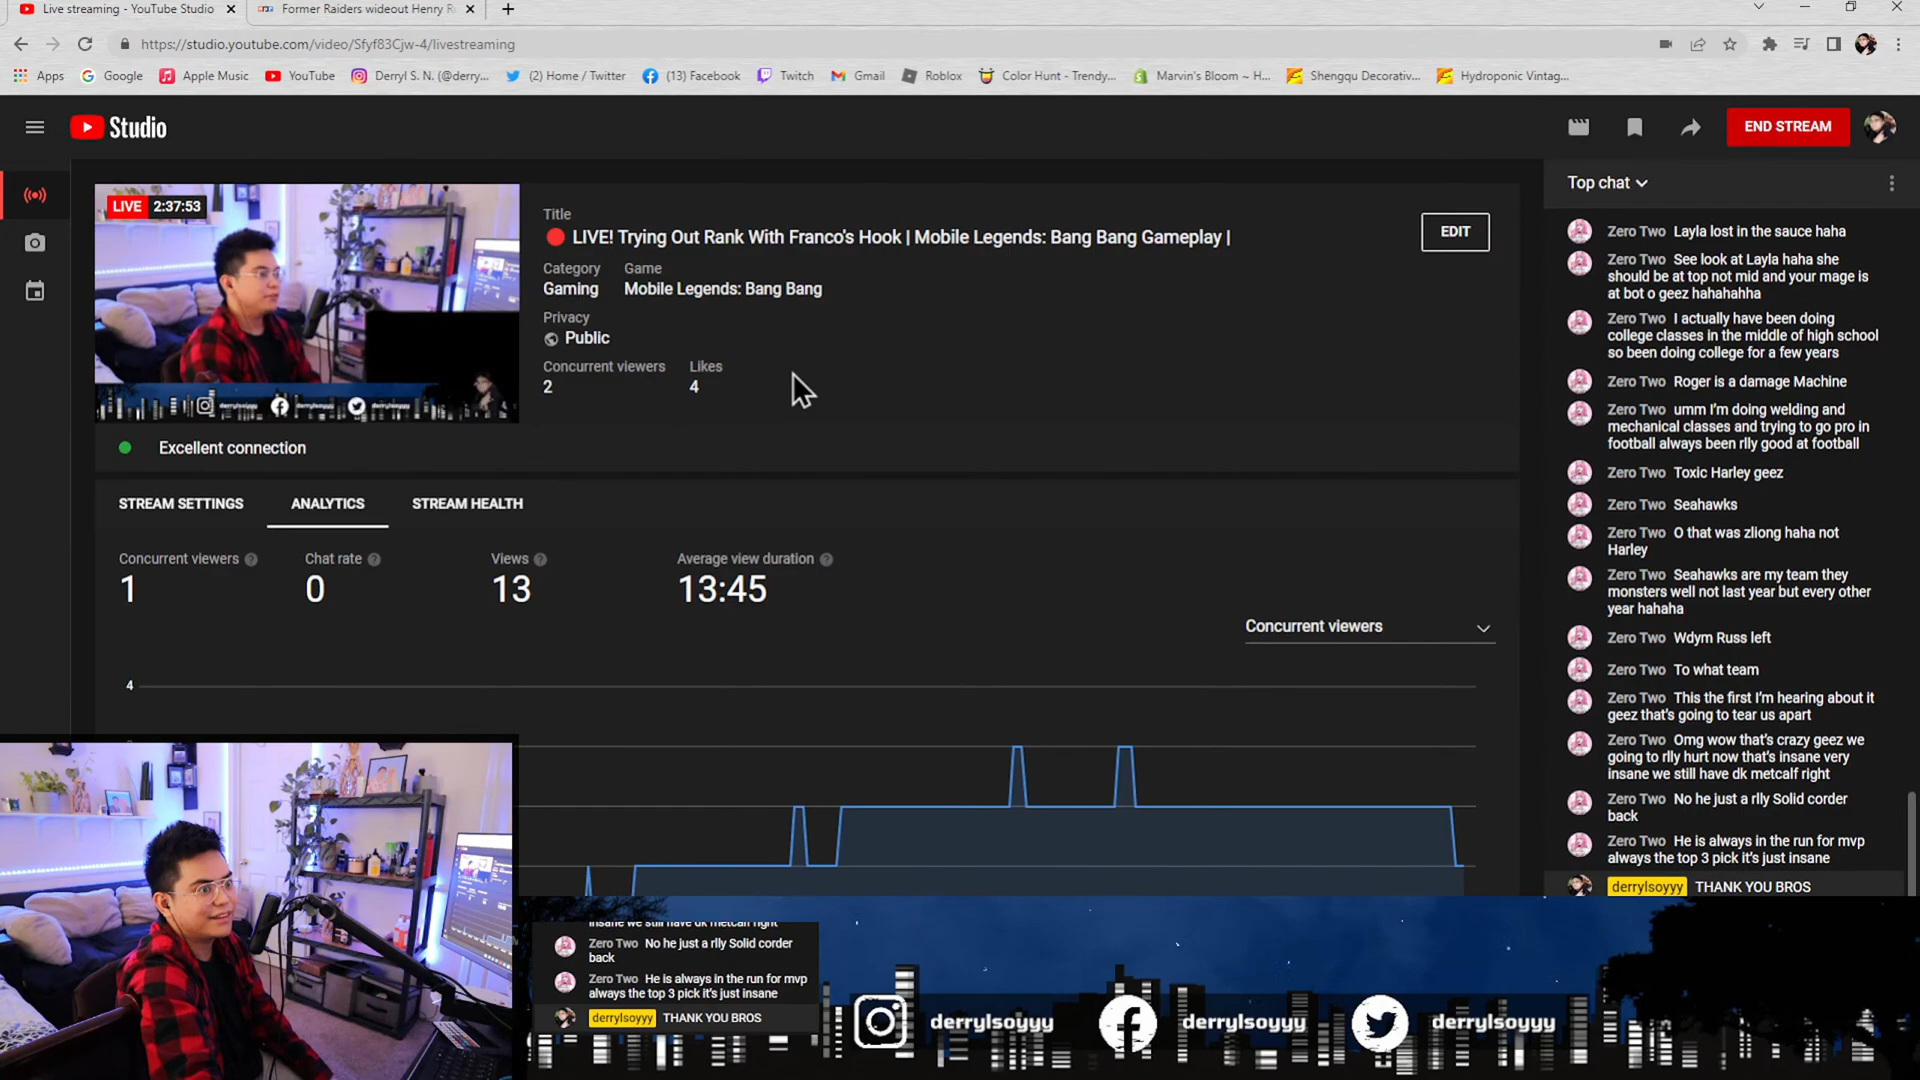 Live streaming - YouTube Studio
Former Raiders wideout Henry R
https://studio.youtube.com/video/Sfyf83Cjw-4/livestreaming
Apps Google Apple Music YouTube Derryl S. N. (@derry... (2) Home / Twitter (13) Facebook Twitch Gmail Roblox Color Hunt - Trendy... Marvin's Bloom ~ H... Shengqu Decorativ... Hydroponic Vintag...
Studio
END STREAM
LIVE 2:37:53
Title
LIVE! Trying Out Rank With Franco's Hook | Mobile Legends: Bang Bang Gameplay |
EDIT
Category Game
Gaming Mobile Legends: Bang Bang
Privacy
Public
Concurrent viewers Likes
2 4
derrylsoyyy derrylsoyyy derrylsoyyy
Excellent connection
STREAM SETTINGS ANALYTICS STREAM HEALTH
Concurrent viewers Chat rate Views Average view duration
1 0 13 13:45
Concurrent viewers
4
Top chat
Zero Two Layla lost in the sauce haha
Zero Two See look at Layla haha she
should be at top not mid and your mage is
at bot o geez hahahahha
Zero Two I actually have been doing
college classes in the middle of high school
so been doing college for a few years
Zero Two Roger is a damage Machine
Zero Two umm I'm doing welding and
mechanical classes and trying to go pro in
football always been rlly good at football
Zero Two Toxic Harley geez
Zero Two Seahawks
Zero Two O that was zliong haha not
Harley
Zero Two Seahawks are my team they
monsters well not last year but every other
year hahaha
Zero Two Wdym Russ left
Zero Two To what team
Zero Two This the first I'm hearing about it
geez that's going to tear us apart
Zero Two Omg wow that's crazy geez we
going to rlly hurt now that's insane very
insane we still have dk metcalf right
Zero Two No he just a rlly Solid corder
back
Zero Two He is always in the run for mvp
always the top 3 pick it's just insane
derrylsoyyy THANK YOU BROS
insane we still have dk metcalf right
Zero Two No he just a rlly Solid corder
back
Zero Two He is always in the run for mvp
always the top 3 pick it's just insane
derrylsoyyy THANK YOU BROS
derrylsoyyy derrylsoyyy derrylsoyyy